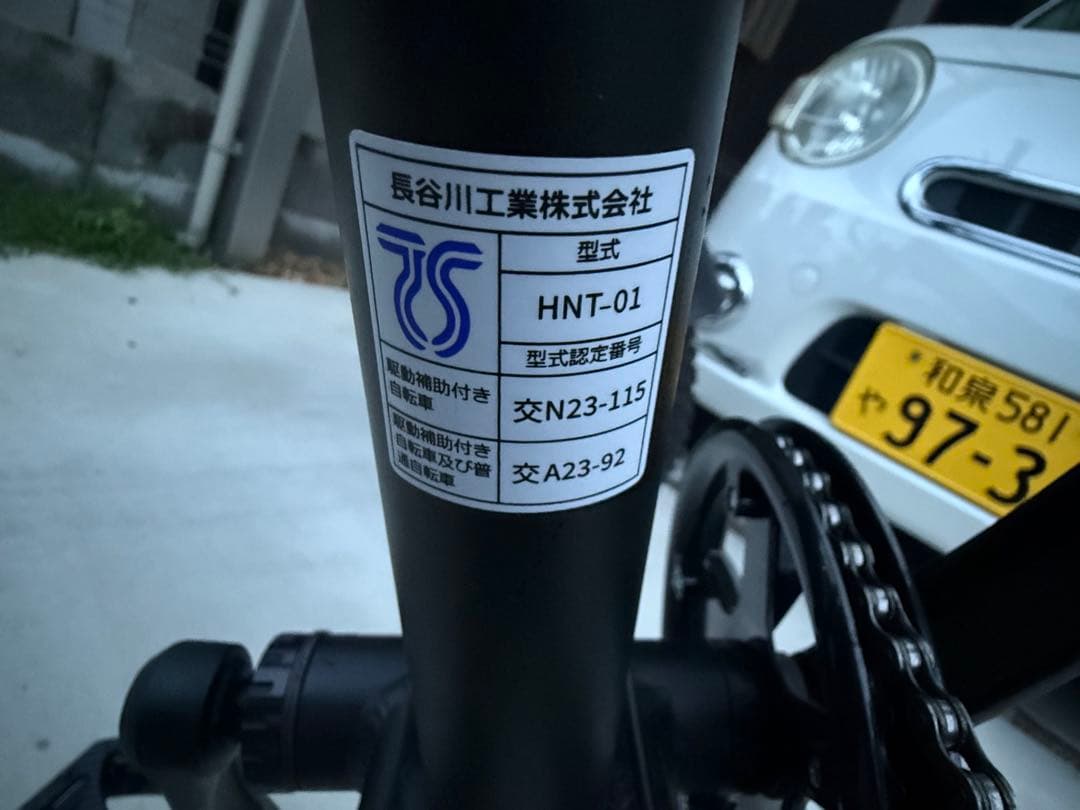 長谷川工業株式会社
TS
型式
HNT-01
型式認定番号
駆動補助付き
自転車
交N23-115
駆動補助付き
自転車及び普
通自転車
交A23-92
和泉581
や
97-3